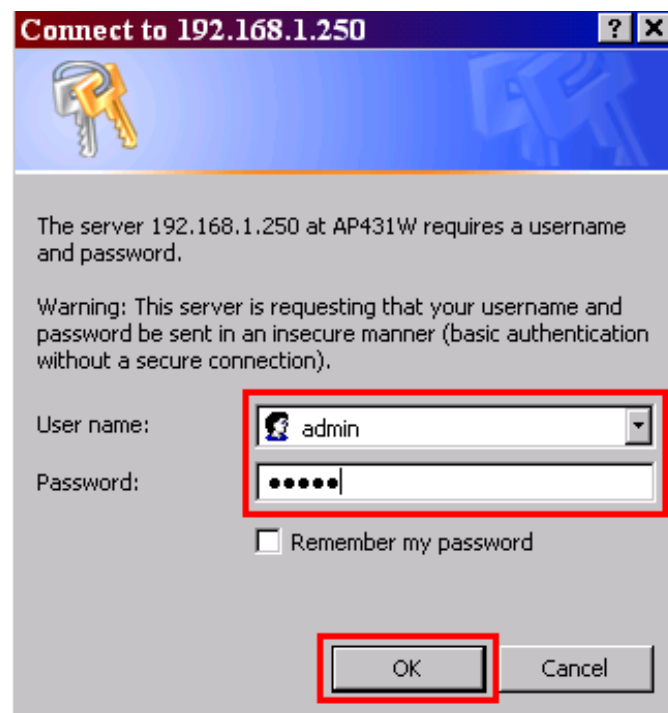 Connect to 192.168.1.250
The server 192.168.1.250 at AP431W requires a username
and password.
Warning: This server is requesting that your username and
password be sent in an insecure manner (basic authentication
without a secure connection).
User name:
admin
Password:
•••••
Remember my password
OK
Cancel